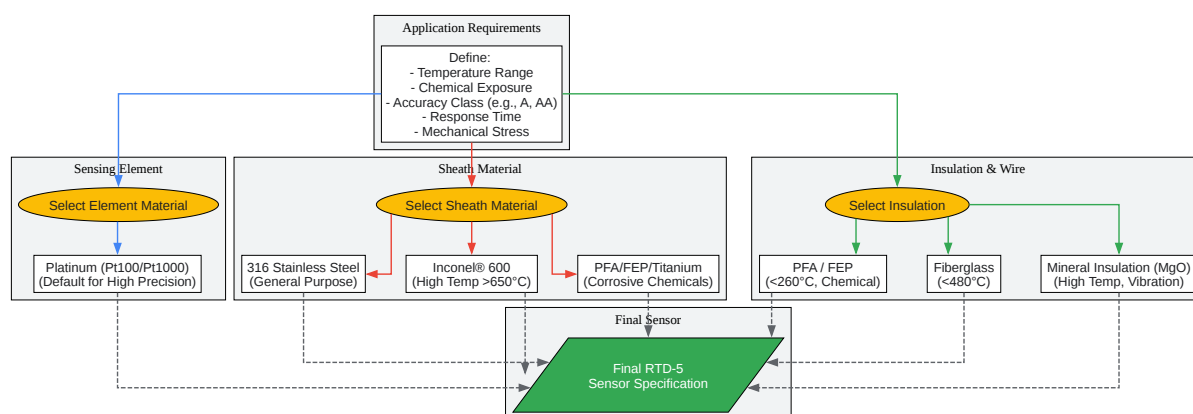 Application Requirements
Define:
- Temperature Range
- Chemical Exposure
- Accuracy Class (e.g., A, AA)
- Response Time
- Mechanical Stress
Sensing Element
Select Element Material
Platinum (Pt100/Pt1000)
(Default for High Precision)
Sheath Material
Select Sheath Material
316 Stainless Steel
(General Purpose)
Inconel® 600
(High Temp >650°C)
PFA/FEP/Titanium
(Corrosive Chemicals)
Insulation & Wire
Select Insulation
PFA / FEP
(<260°C, Chemical)
Fiberglass
(<480°C)
Mineral Insulation (MgO)
(High Temp, Vibration)
Final Sensor
Final RTD-5
Sensor Specification